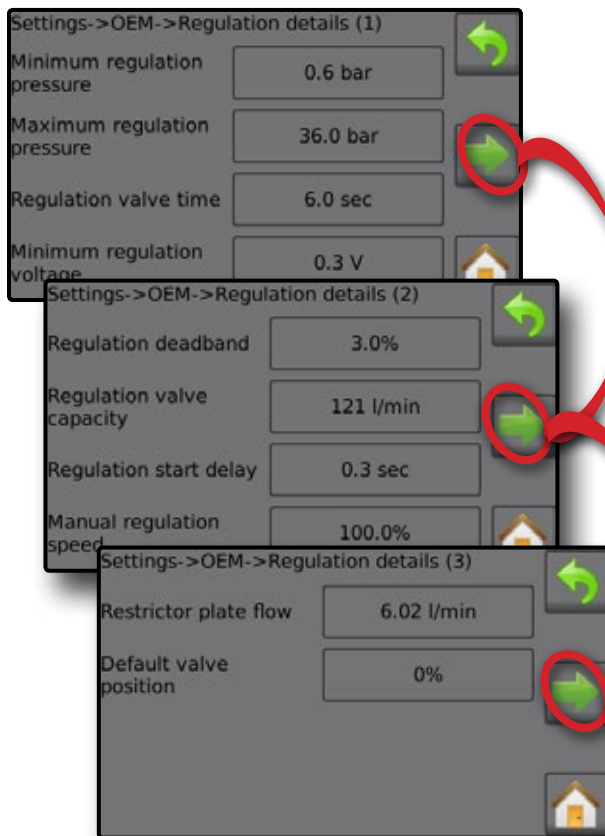 Settings->OEM->Regulation details (1)
Minimum regulation
pressure
0.6 bar
Maximum regulation
pressure
36.0 bar
Regulation valve time
6.0 sec
Minimum regulation
voltage
0.3 V
Settings->OEM->Regulation details (2)
Regulation deadband
3.0%
Regulation valve
capacity
121 l/min
Regulation start delay
0.3 sec
Manual regulation
speed
100.0%
Settings->OEM->Regulation details (3)
Restrictor plate flow
6.02 l/min
Default valve
position
0%